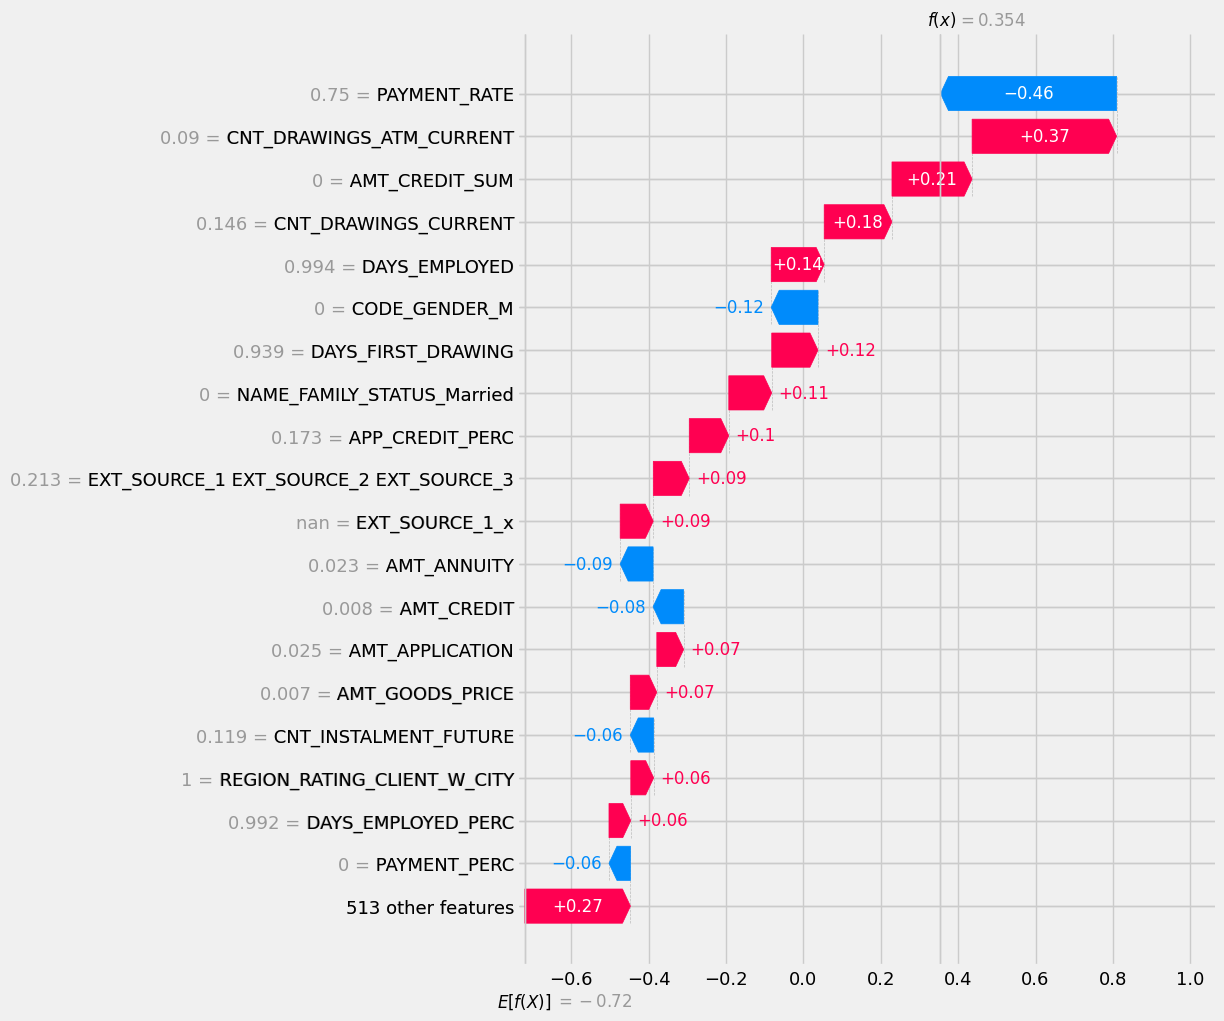 f(x) = 0.354
0.75 = PAYMENT_RATE −0.46
0.09 = CNT_DRAWINGS_ATM_CURRENT +0.37
0 = AMT_CREDIT_SUM +0.21
0.146 = CNT_DRAWINGS_CURRENT +0.18
0.994 = DAYS_EMPLOYED +0.14
0 = CODE_GENDER_M −0.12
0.939 = DAYS_FIRST_DRAWING +0.12
0 = NAME_FAMILY_STATUS_Married +0.11
0.173 = APP_CREDIT_PERC +0.1
0.213 = EXT_SOURCE_1 EXT_SOURCE_2 EXT_SOURCE_3 +0.09
nan = EXT_SOURCE_1_x +0.09
0.023 = AMT_ANNUITY −0.09
0.008 = AMT_CREDIT −0.08
0.025 = AMT_APPLICATION +0.07
0.007 = AMT_GOODS_PRICE +0.07
0.119 = CNT_INSTALMENT_FUTURE −0.06
1 = REGION_RATING_CLIENT_W_CITY +0.06
0.992 = DAYS_EMPLOYED_PERC +0.06
0 = PAYMENT_PERC −0.06
513 other features +0.27
−0.6 −0.4 −0.2 0.0 0.2 0.4 0.6 0.8 1.0
E[f(X)] = −0.72